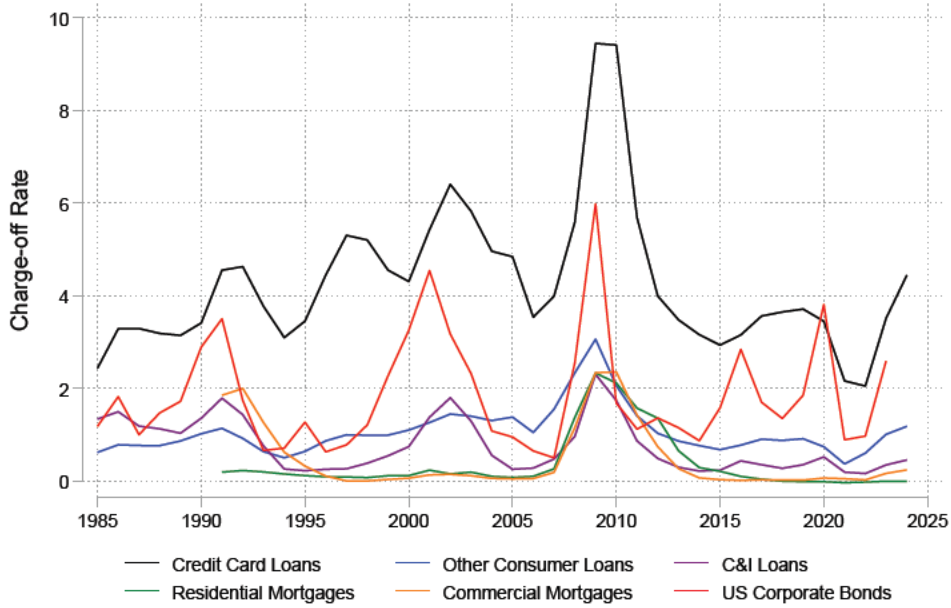 10
8
6
4
2
0
Charge-off Rate
1985 1990 1995 2000 2005 2010 2015 2020 2025
Credit Card Loans Other Consumer Loans C&I Loans
Residential Mortgages Commercial Mortgages US Corporate Bonds